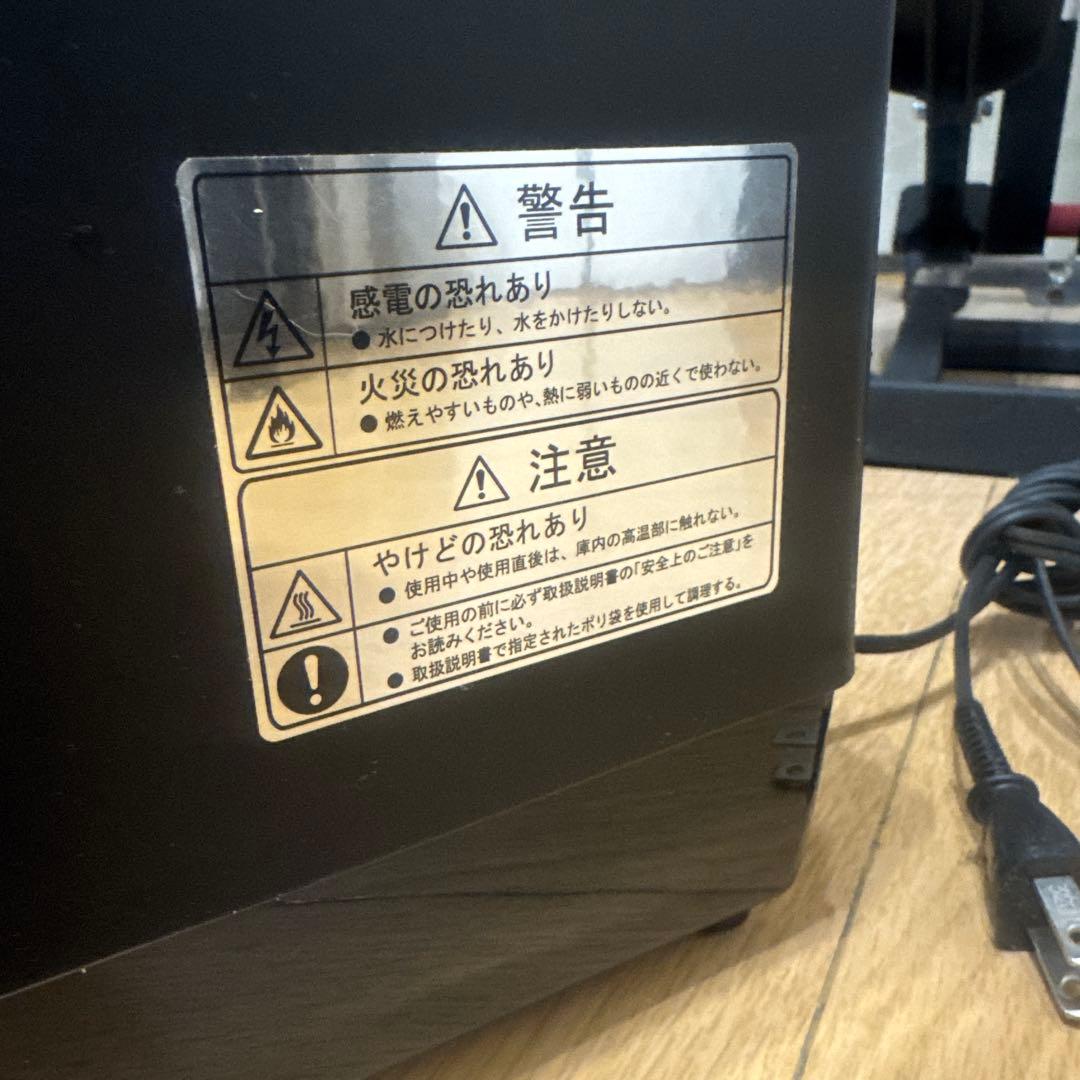 警告
感電の恐れあり
●水につけたり、水をかけたりしない。
火災の恐れあり
●燃えやすいものや、熱に弱いものの近くで使わない。
注意
やけどの恐れあり
●使用中や使用直後は、庫内の高温部に触れない。
●ご使用の前に必ず取扱説明書の「安全上のご注意」を
お読みください。
●取扱説明書で指定されたポリ袋を使用して調理する。